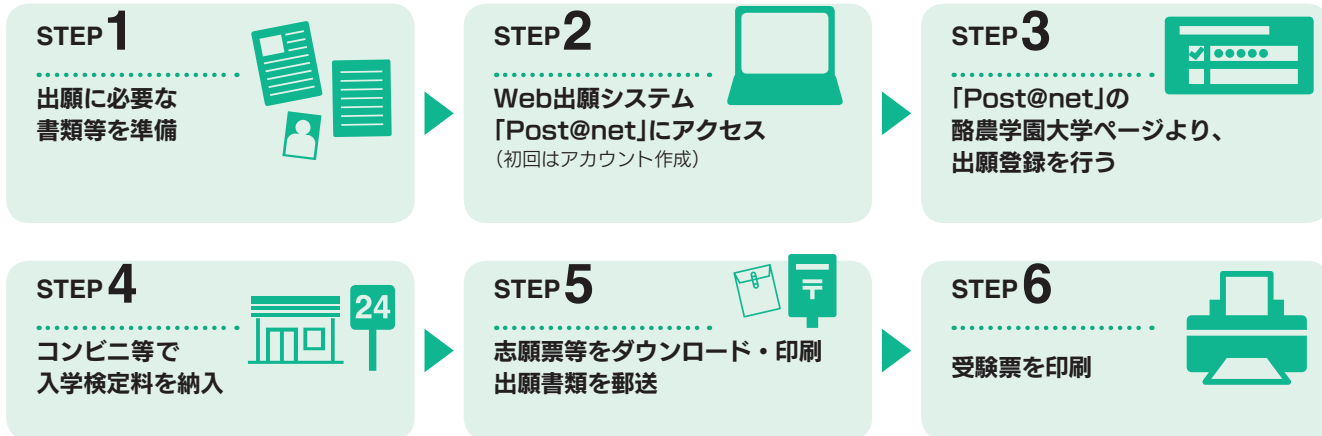 STEP1
出願に必要な
書類等を準備
STEP2
Web出願システム
「Post@net」にアクセス
（初回はアカウント作成）
STEP3
「Post@net」の
酪農学園大学ページより、
出願登録を行う
STEP4
24
コンビニ等で
入学検定料を納入
STEP5
〒
志願票等をダウンロード・印刷
出願書類を郵送
STEP6
受験票を印刷